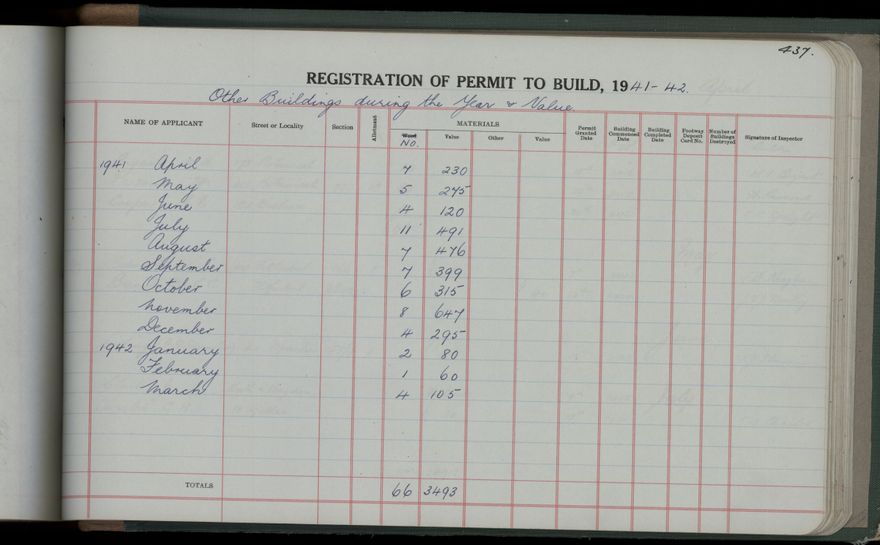 437.
REGISTRATION OF PERMIT TO BUILD, 1941-42.
Other Buildings during the Year & Value
NAME OF APPLICANT Street or Locality Section Allotment MATERIALS Permit Granted Date Building Commenced Date Building Completed Date Footway Deposit Card No. Number of Buildings Destroyed Signature of Inspector
No. Value Other Value
1941 April 7 230
May 5 275
June 4 120
July 11 491
August 7 476
September 7 399
October 6 315
November 8 647
December 4 295
1942 January 2 80
February 1 60
March 4 105
TOTALS 66 3493